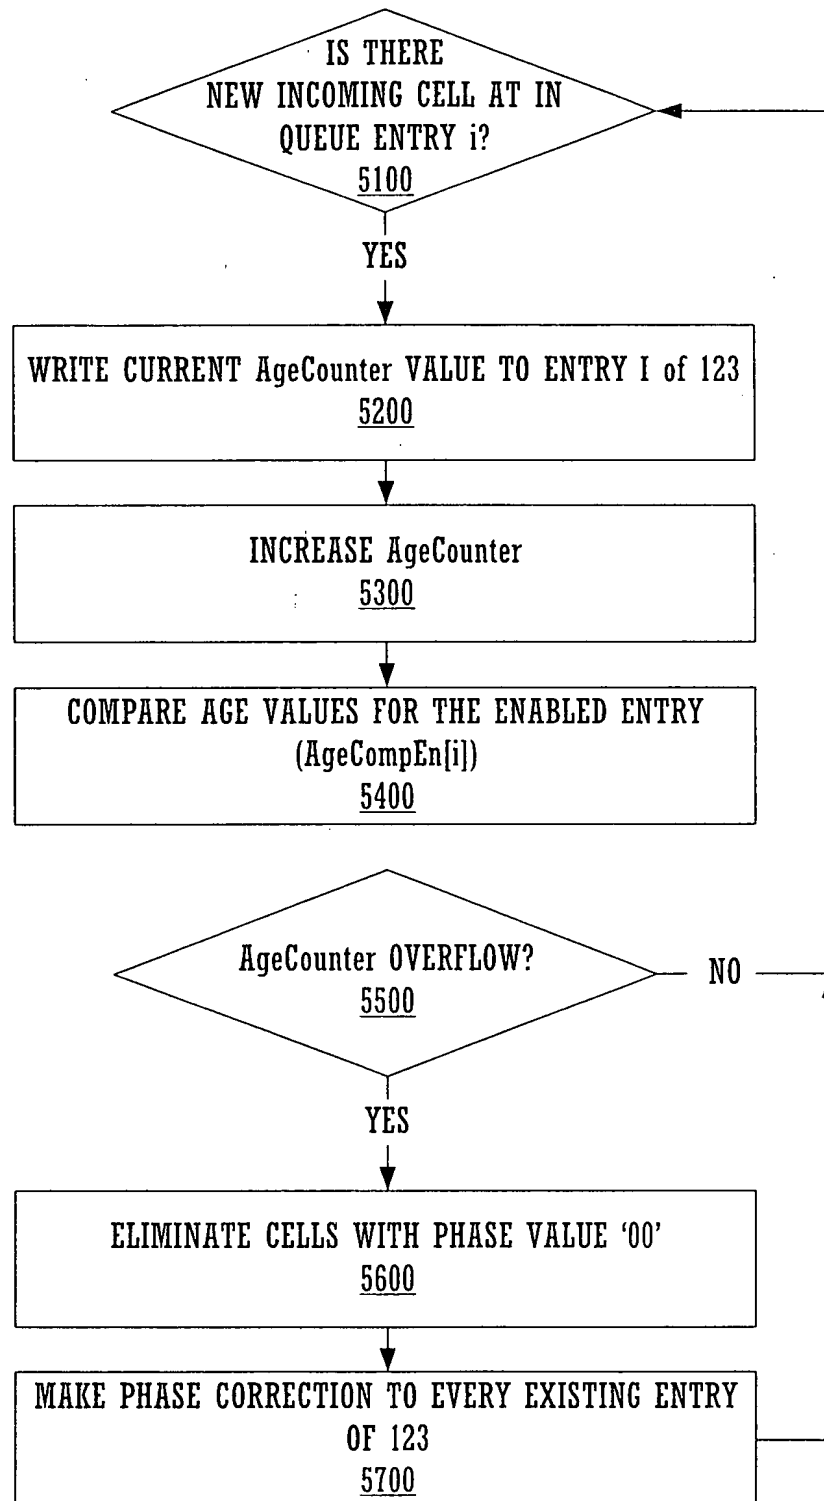 IS THERE
NEW INCOMING CELL AT IN
QUEUE ENTRY i?
5100
YES
WRITE CURRENT AgeCounter VALUE TO ENTRY I of 123
5200
INCREASE AgeCounter
5300
COMPARE AGE VALUES FOR THE ENABLED ENTRY
(AgeCompEn[i])
5400
AgeCounter OVERFLOW?
5500
NO
YES
ELIMINATE CELLS WITH PHASE VALUE ‘00’
5600
MAKE PHASE CORRECTION TO EVERY EXISTING ENTRY
OF 123
5700